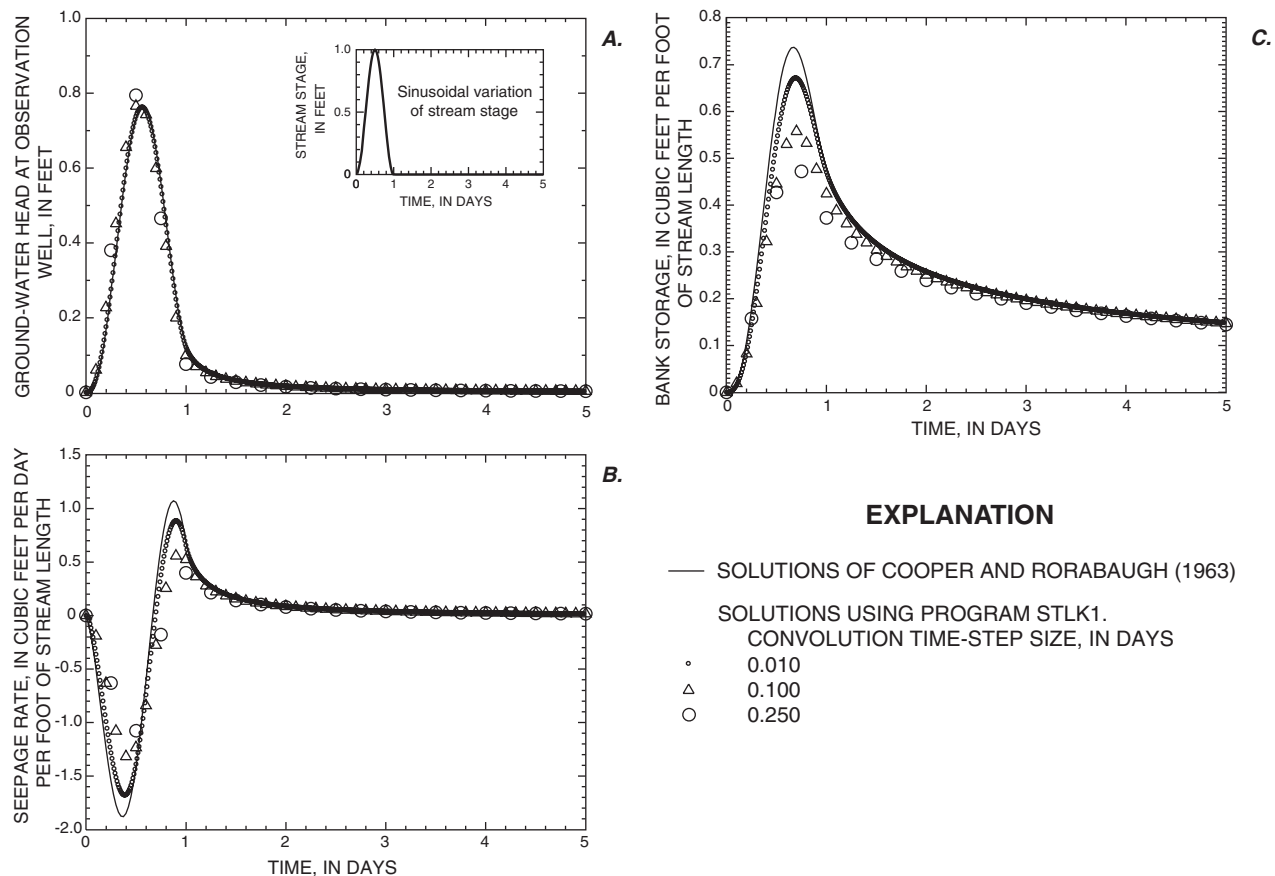 A.
GROUND-WATER HEAD AT OBSERVATION
WELL, IN FEET
1.0
0.8
0.6
0.4
0.2
0
0 1 2 3 4 5
STREAM STAGE,
IN FEET
1.0
0.5
0
Sinusoidal variation
of stream stage
0 1 2 3 4 5
TIME, IN DAYS
B.
SEEPAGE RATE, IN CUBIC FEET PER DAY
PER FOOT OF STREAM LENGTH
1.5
1.0
0.5
0
-0.5
-1.0
-1.5
-2.0
0 1 2 3 4 5
TIME, IN DAYS
C.
BANK STORAGE, IN CUBIC FEET PER FOOT
OF STREAM LENGTH
0.8
0.7
0.6
0.5
0.4
0.3
0.2
0.1
0
0 1 2 3 4 5
TIME, IN DAYS
EXPLANATION
SOLUTIONS OF COOPER AND RORABAUGH (1963)
SOLUTIONS USING PROGRAM STLK1.
CONVOLUTION TIME-STEP SIZE, IN DAYS
0.010
0.100
0.250